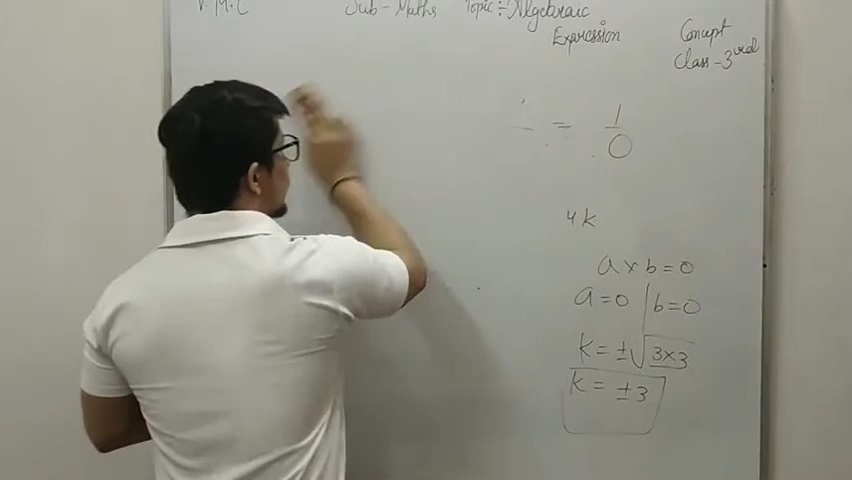 V.M.C Sub - Maths Topic ÷ Algebraic
Expression
Concept
Class - 3rd
= 1/0
4k
a × b = 0
a = 0 | b = 0
k = ±√3×3
k = ±3